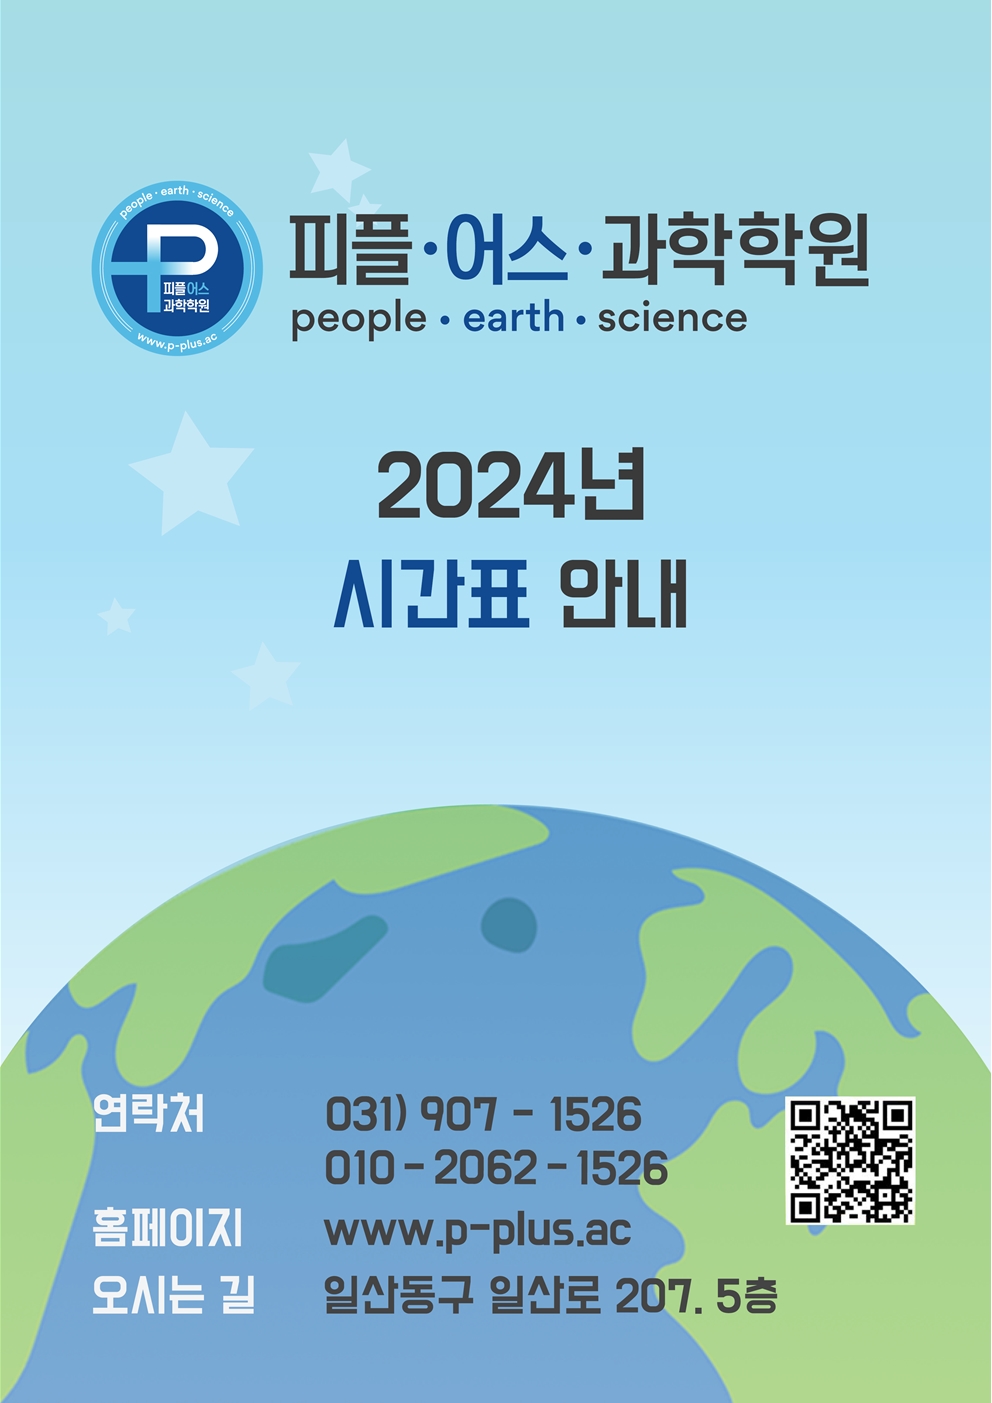 people · earth · science
피플어스
과학학원
www.p-plus.ac
피플·어스·과학학원
people · earth · science
2024년
시간표 안내
연락처 031) 907 - 1526
010 - 2062 - 1526
홈페이지 www.p-plus.ac
오시는 길 일산동구 일산로 207. 5층